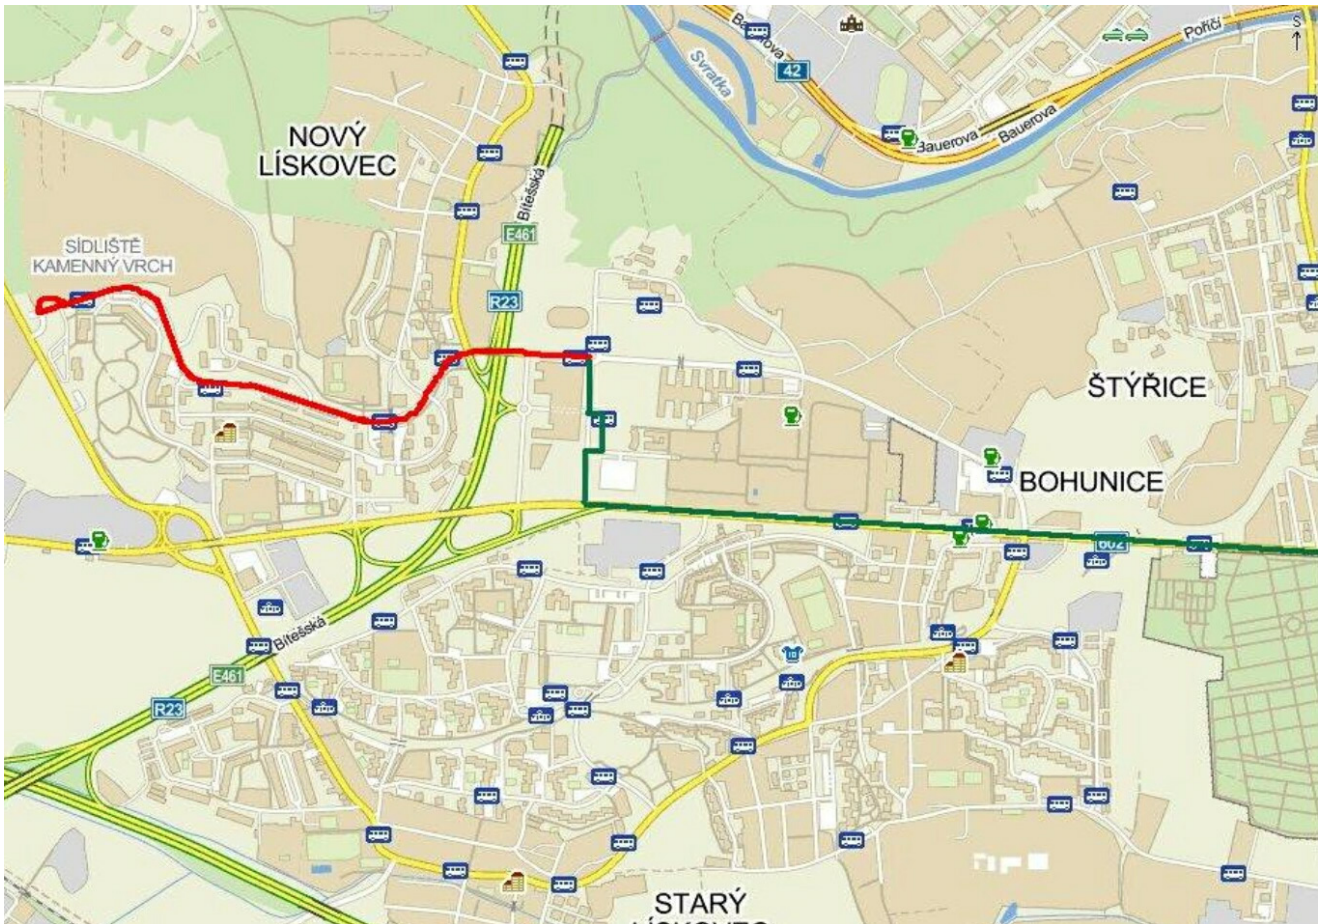 Bauerova
Poříčí
S
42
Svratka
Bauerova
Bauerova
NOVÝ
LÍSKOVEC
Bítešská
E461
SÍDLIŠTĚ
KAMENNÝ VRCH
R23
ŠTÝŘICE
BOHUNICE
602
Bítešská
E461
R23
STARÝ
LÍSKOVEC